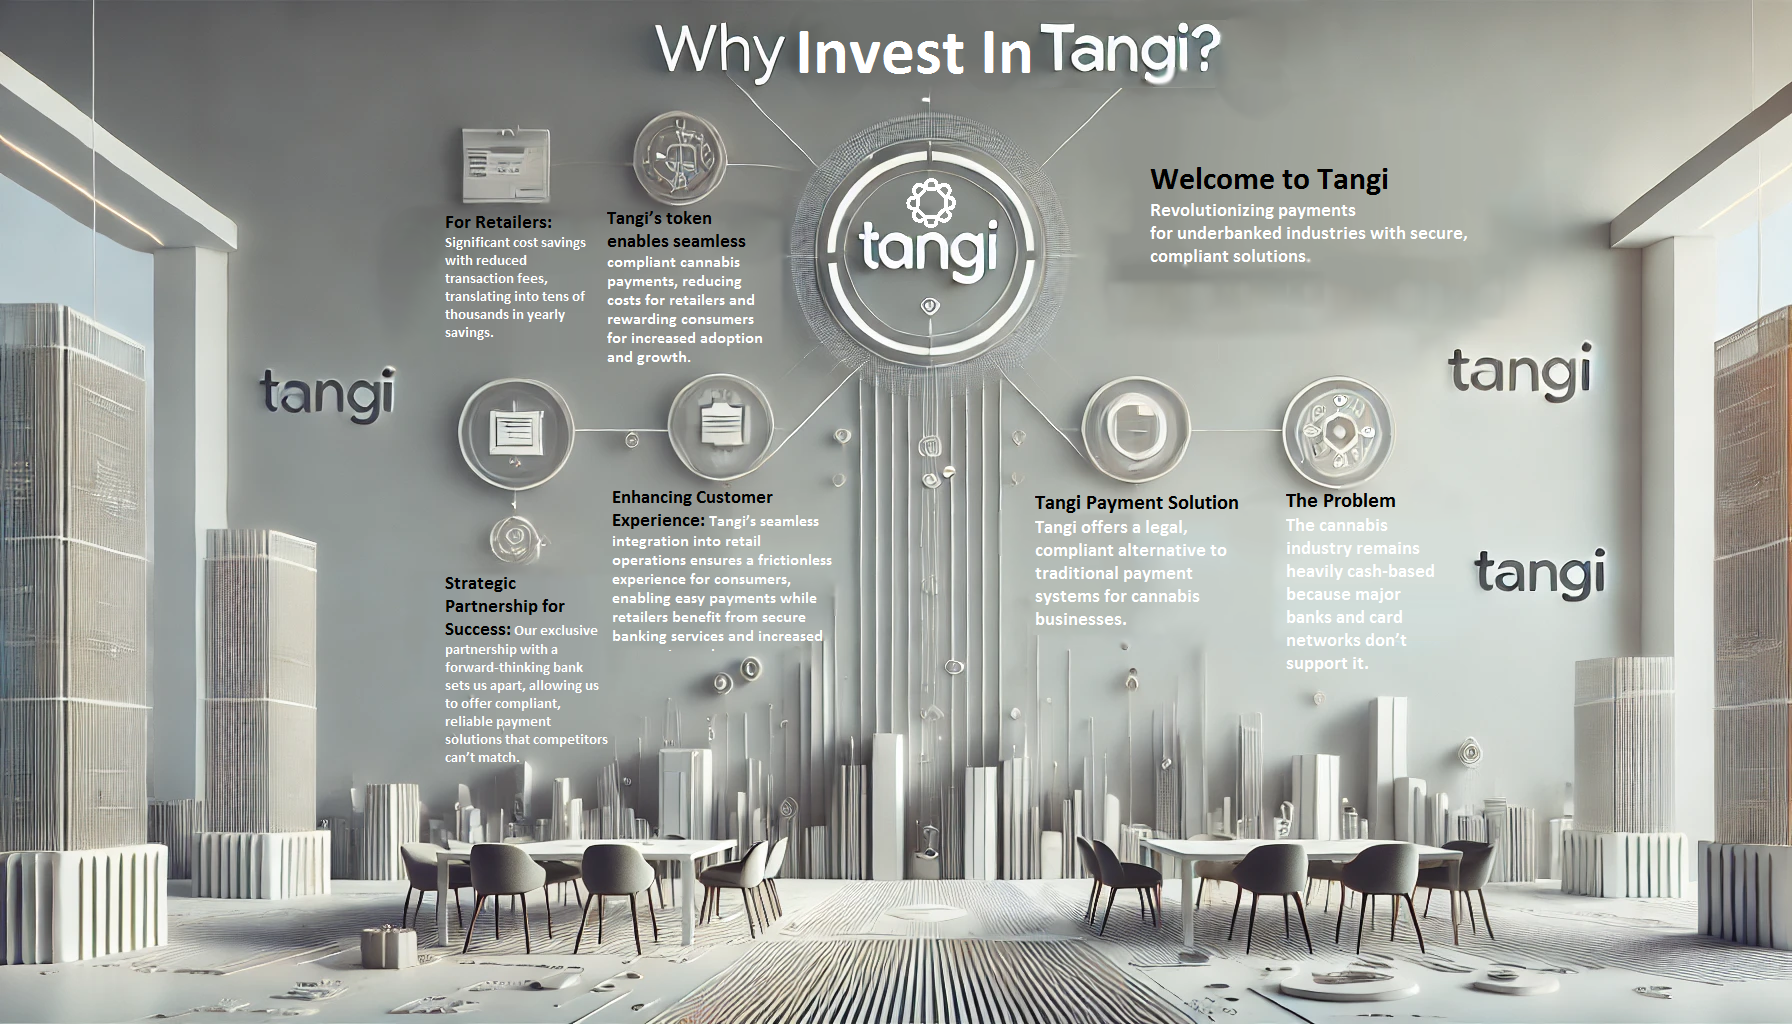 Why Invest In Tangi?
For Retailers:
Significant cost savings
with reduced
transaction fees,
translating into tens of
thousands in yearly
savings.
Tangi's token
enables seamless
compliant cannabis
payments, reducing
costs for retailers and
rewarding consumers
for increased adoption
and growth.
tangi
Welcome to Tangi
Revolutionizing payments
for underbanked industries with secure,
compliant solutions.
tangi
tangi
tangi
Strategic
Partnership for
Success: Our exclusive
partnership with a
forward-thinking bank
sets us apart, allowing us
to offer compliant,
reliable payment
solutions that competitors
can't match.
Enhancing Customer
Experience: Tangi's seamless
integration into retail
operations ensures a frictionless
experience for consumers,
enabling easy payments while
retailers benefit from secure
banking services and increased
Tangi Payment Solution
Tangi offers a legal,
compliant alternative to
traditional payment
systems for cannabis
businesses.
The Problem
The cannabis
industry remains
heavily cash-based
because major
banks and card
networks don't
support it.